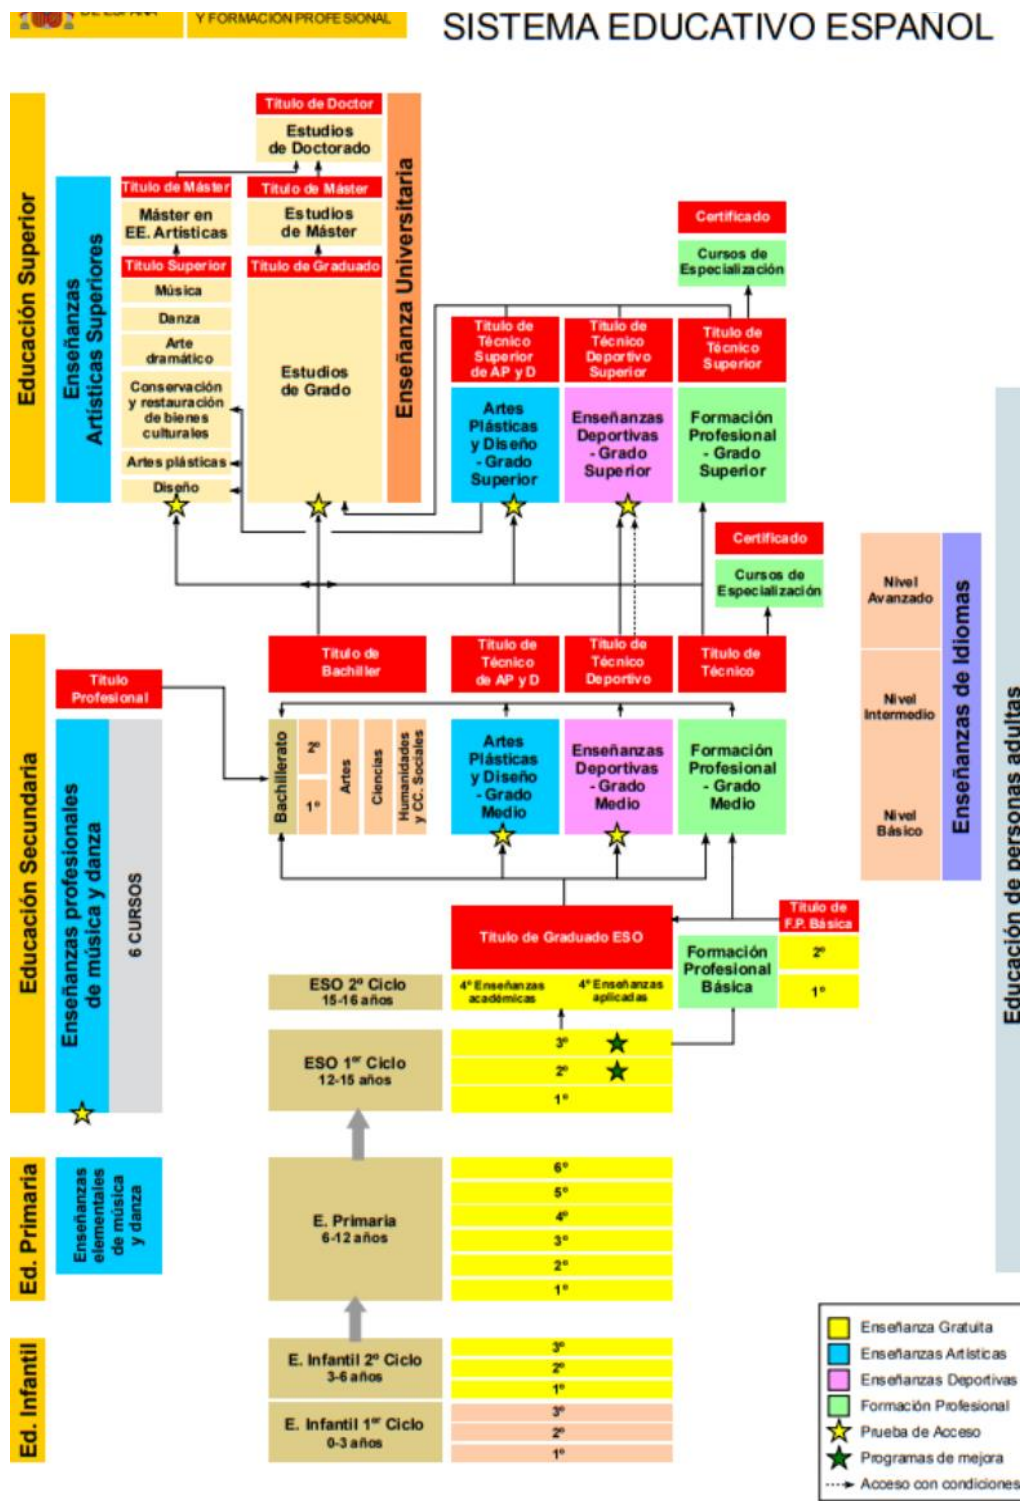 DE ESPAÑA
Y FORMACIÓN PROFESIONAL
SISTEMA EDUCATIVO ESPAÑOL
Educación Superior
Enseñanzas
Artísticas Superiores
Título de Doctor
Estudios
de Doctorado
Título de Máster
Máster en
EE. Artísticas
Título Superior
Música
Danza
Arte
dramático
Conservación
y restauración
de bienes
culturales
Artes plásticas
Diseño
Título de Máster
Estudios
de Máster
Título de Graduado
Estudios
de Grado
Enseñanza Universitaria
Título de
Técnico
Superior
de AP y D
Artes
Plásticas
y Diseño
- Grado
Superior
Título de
Técnico
Deportivo
Superior
Enseñanzas
Deportivas
- Grado
Superior
Certificado
Cursos de
Especialización
Título de
Técnico
Superior
Formación
Profesional
- Grado
Superior
Certificado
Cursos de
Especialización
Nivel
Avanzado
Nivel
Intermedio
Nivel
Básico
Enseñanzas de Idiomas
Educación de personas adultas
Educación Secundaria
Título
Profesional
Enseñanzas profesionales
de música y danza
6 CURSOS
Título de
Bachiller
Bachillerato
2º
1º
Artes
Ciencias
Humanidades
y CC. Sociales
Título de
Técnico
de AP y D
Artes
Plásticas
y Diseño
- Grado
Medio
Título de
Técnico
Deportivo
Enseñanzas
Deportivas
- Grado
Medio
Título de
Técnico
Formación
Profesional
- Grado
Medio
Título de Graduado ESO
Título de
F.P. Básica
Formación
Profesional
Básica
2º
1º
ESO 2º Ciclo
15-16 años
4º Enseñanzas
académicas
4º Enseñanzas
aplicadas
ESO 1er Ciclo
12-15 años
3º
2º
1º
Ed. Primaria
Enseñanzas
elementales
de música
y danza
E. Primaria
6-12 años
6º
5º
4º
3º
2º
1º
Ed. Infantil
E. Infantil 2º Ciclo
3-6 años
3º
2º
1º
E. Infantil 1er Ciclo
0-3 años
3º
2º
1º
Enseñanza Gratuita
Enseñanzas Artísticas
Enseñanzas Deportivas
Formación Profesional
Prueba de Acceso
Programas de mejora
Acceso con condiciones